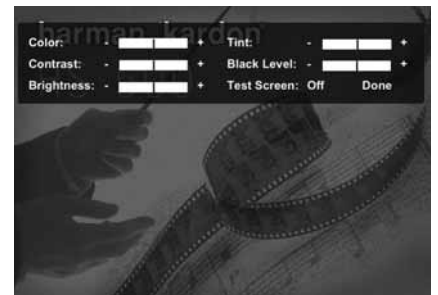 harman kardon
Color: - + Tint: - +
Contrast: - + Black Level: - +
Brightness: - + Test Screen: Off Done